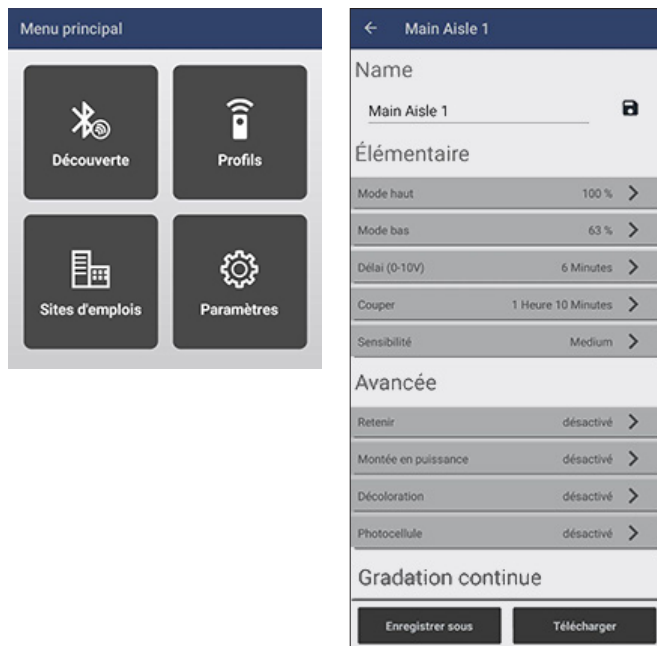 Menu principal
Découverte
Profils
Sites d'emplois
Paramètres
Main Aisle 1
Name
Main Aisle 1
Élémentaire
Mode haut 100 %
Mode bas 63 %
Délai (0-10V) 6 Minutes
Couper 1 Heure 10 Minutes
Sensibilité Medium
Avancée
Retenir désactivé
Montée en puissance désactivé
Décoloration désactivé
Photocellule désactivé
Gradation continue
Enregistrer sous
Télécharger